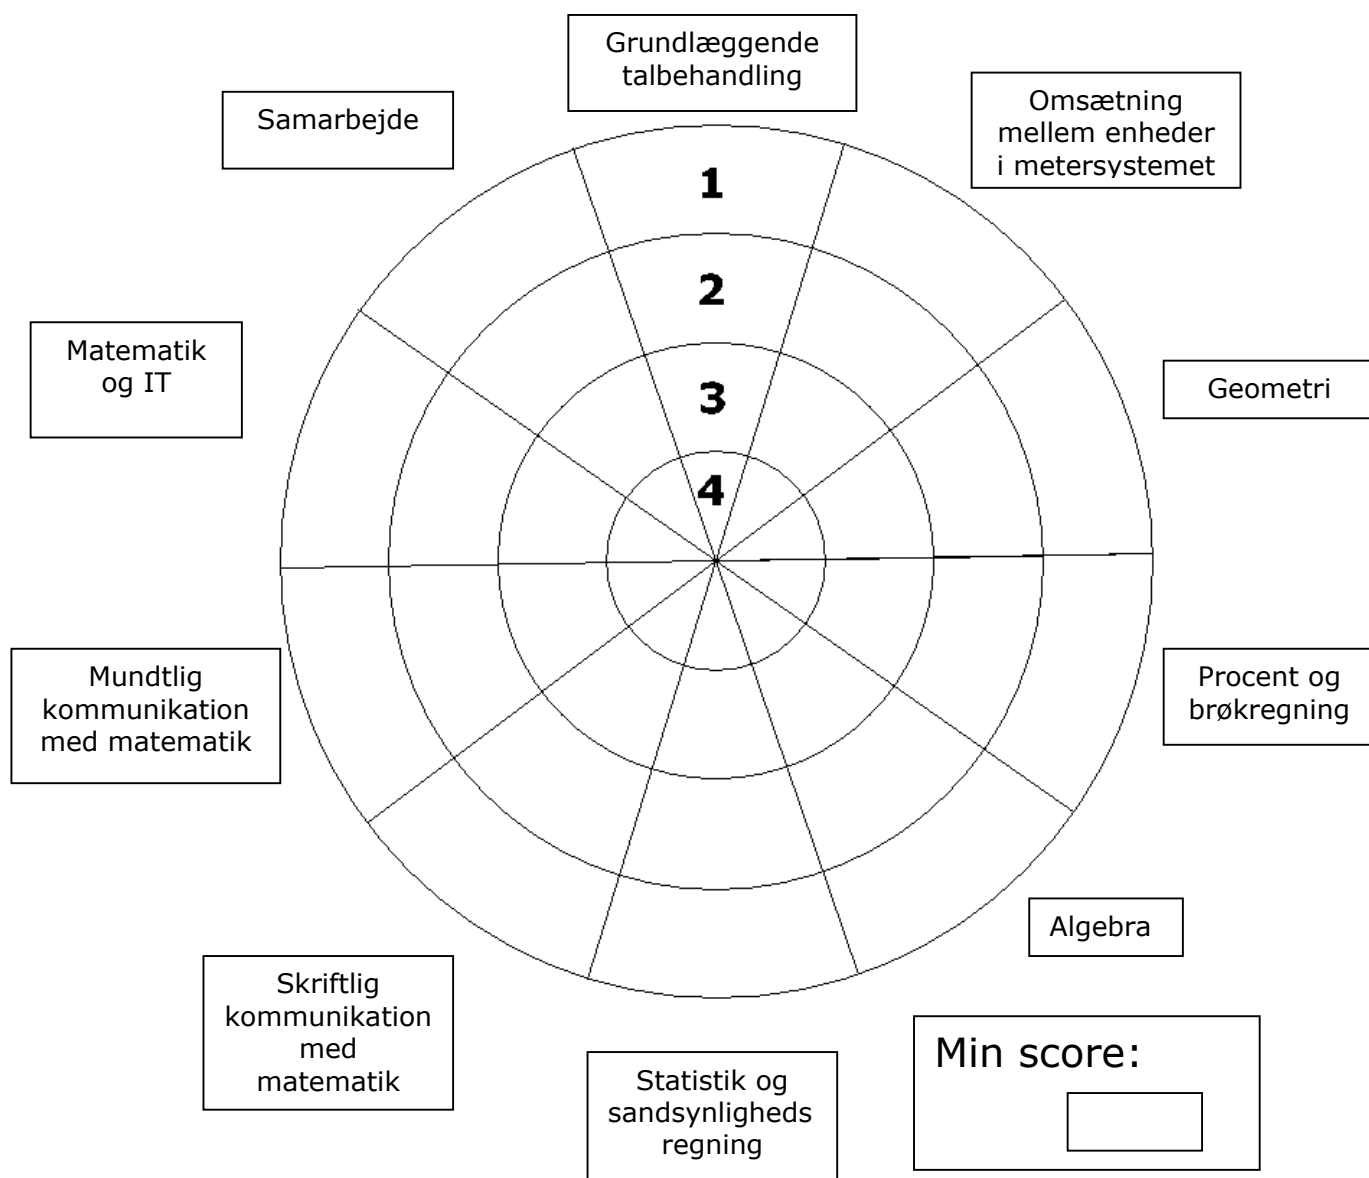 Grundlæggende
talbehandling
Omsætning
mellem enheder
i metersystemet
Samarbejde
1
2
3
4
Matematik
og IT
Geometri
Mundtlig
kommunikation
med matematik
Procent og
brøkregning
Algebra
Skriftlig
kommunikation
med
matematik
Statistik og
sandsynligheds
regning
Min score: